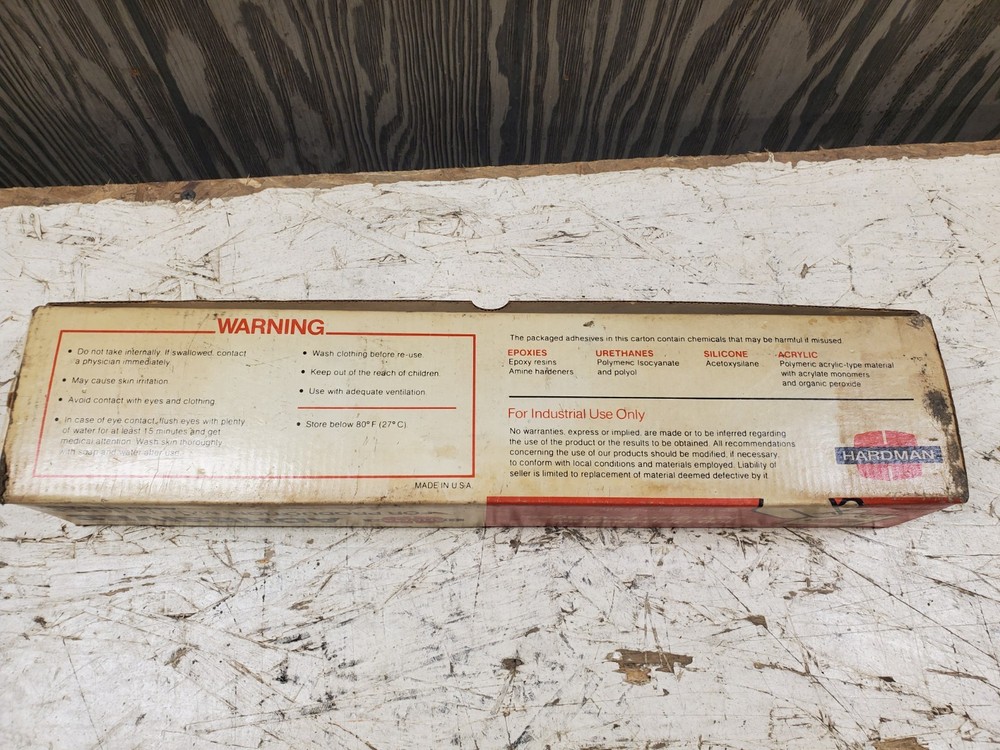 WARNING
• Do not take internally. If swallowed, contact
a physician immediately.
• May cause skin irritation
• Avoid contact with eyes and clothing.
• In case of eye contact, flush eyes with plenty
of water for at least 15 minutes and get
medical attention. Wash skin thoroughly
with soap and water after use.
• Wash clothing before re-use.
• Keep out of the reach of children.
• Use with adequate ventilation.
• Store below 80° F (27° C)
MADE IN U.S.A.
The packaged adhesives in this carton contain chemicals that may be harmful if misused.
EPOXIES
Epoxy resins
Amine hardeners
URETHANES
Polymeric Isocyanate
and polyol
SILICONE
Acetoxysilane
ACRYLIC
Polymeric acrylic-type material
with acrylate monomers
and organic peroxide
For Industrial Use Only
No warranties, express or implied, are made or to be inferred regarding
the use of the product or the results to be obtained. All recommendations
concerning the use of our products should be modified, if necessary,
to conform with local conditions and materials employed. Liability of
seller is limited to replacement of material deemed defective by it
HARDMAN